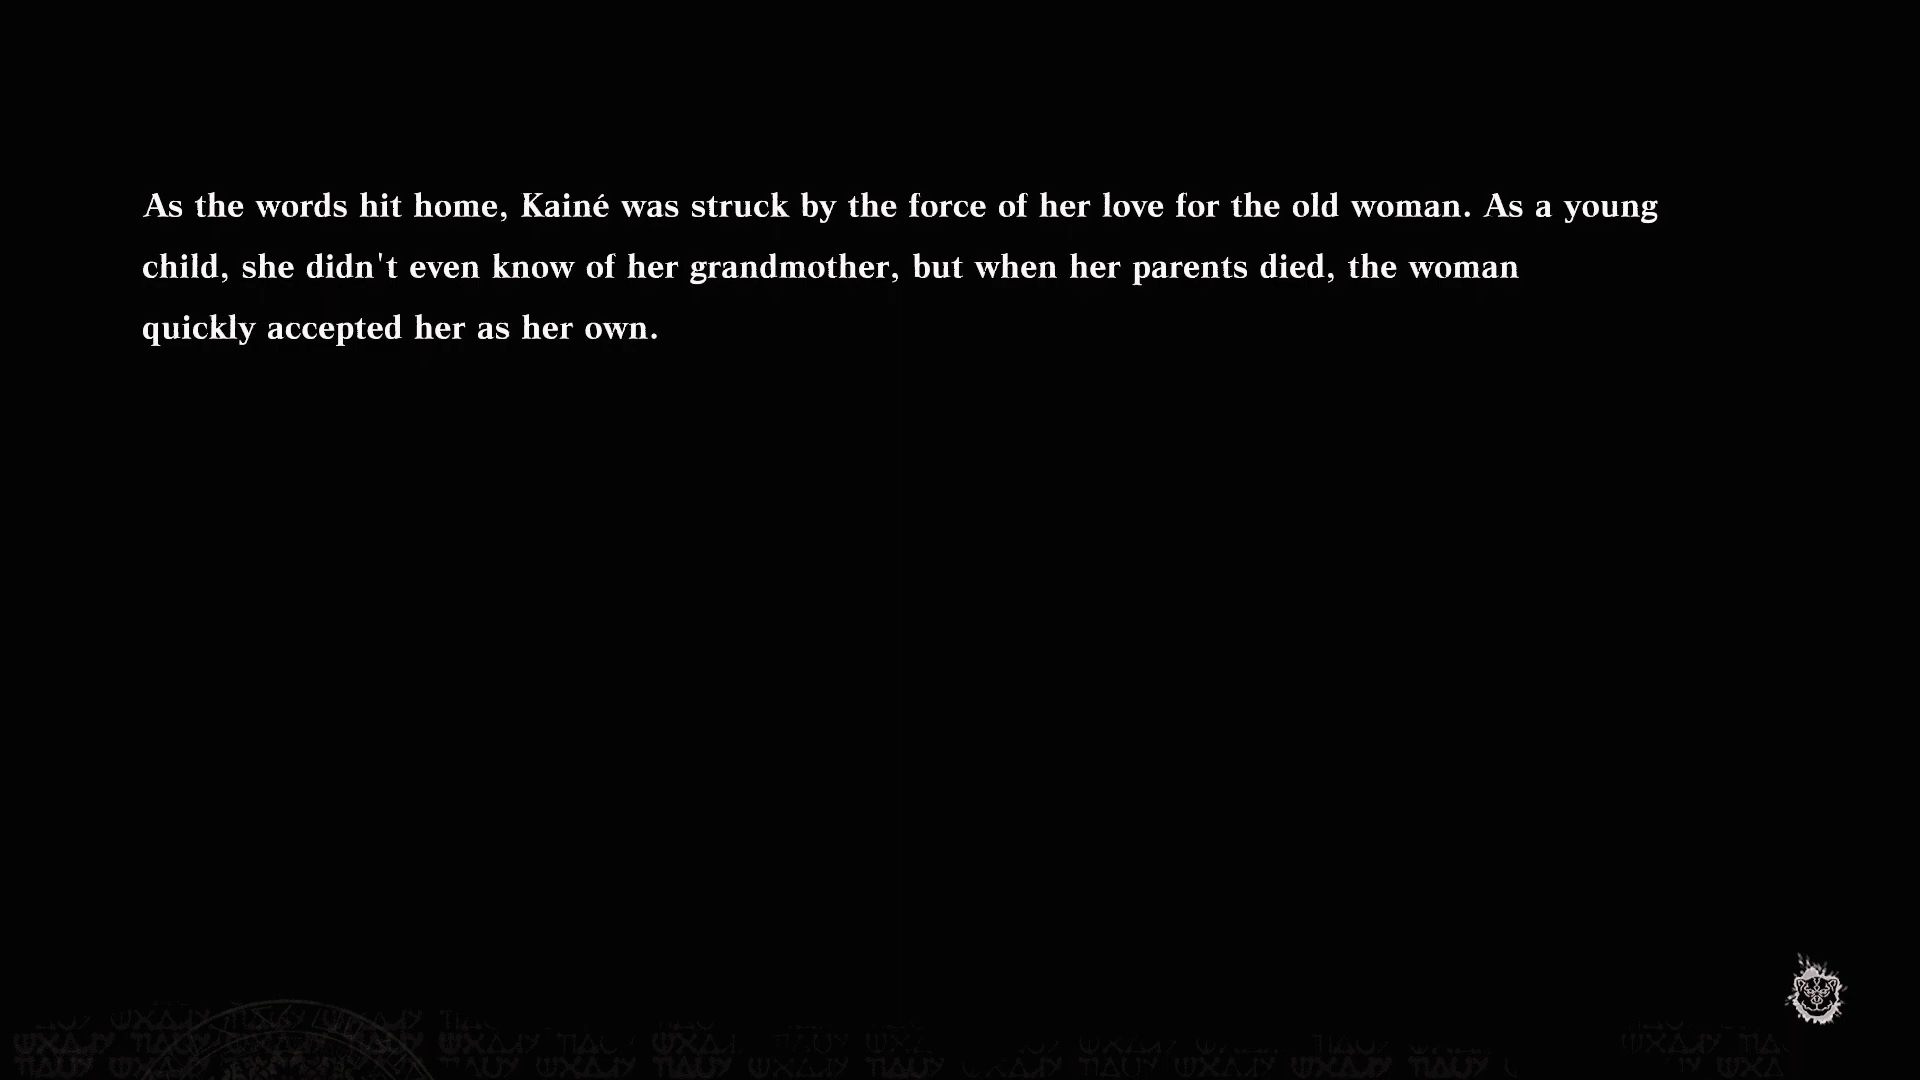 As the words hit home, Kainé was struck by the force of her love for the old woman. As a young
child, she didn't even know of her grandmother, but when her parents died, the woman
quickly accepted her as her own.